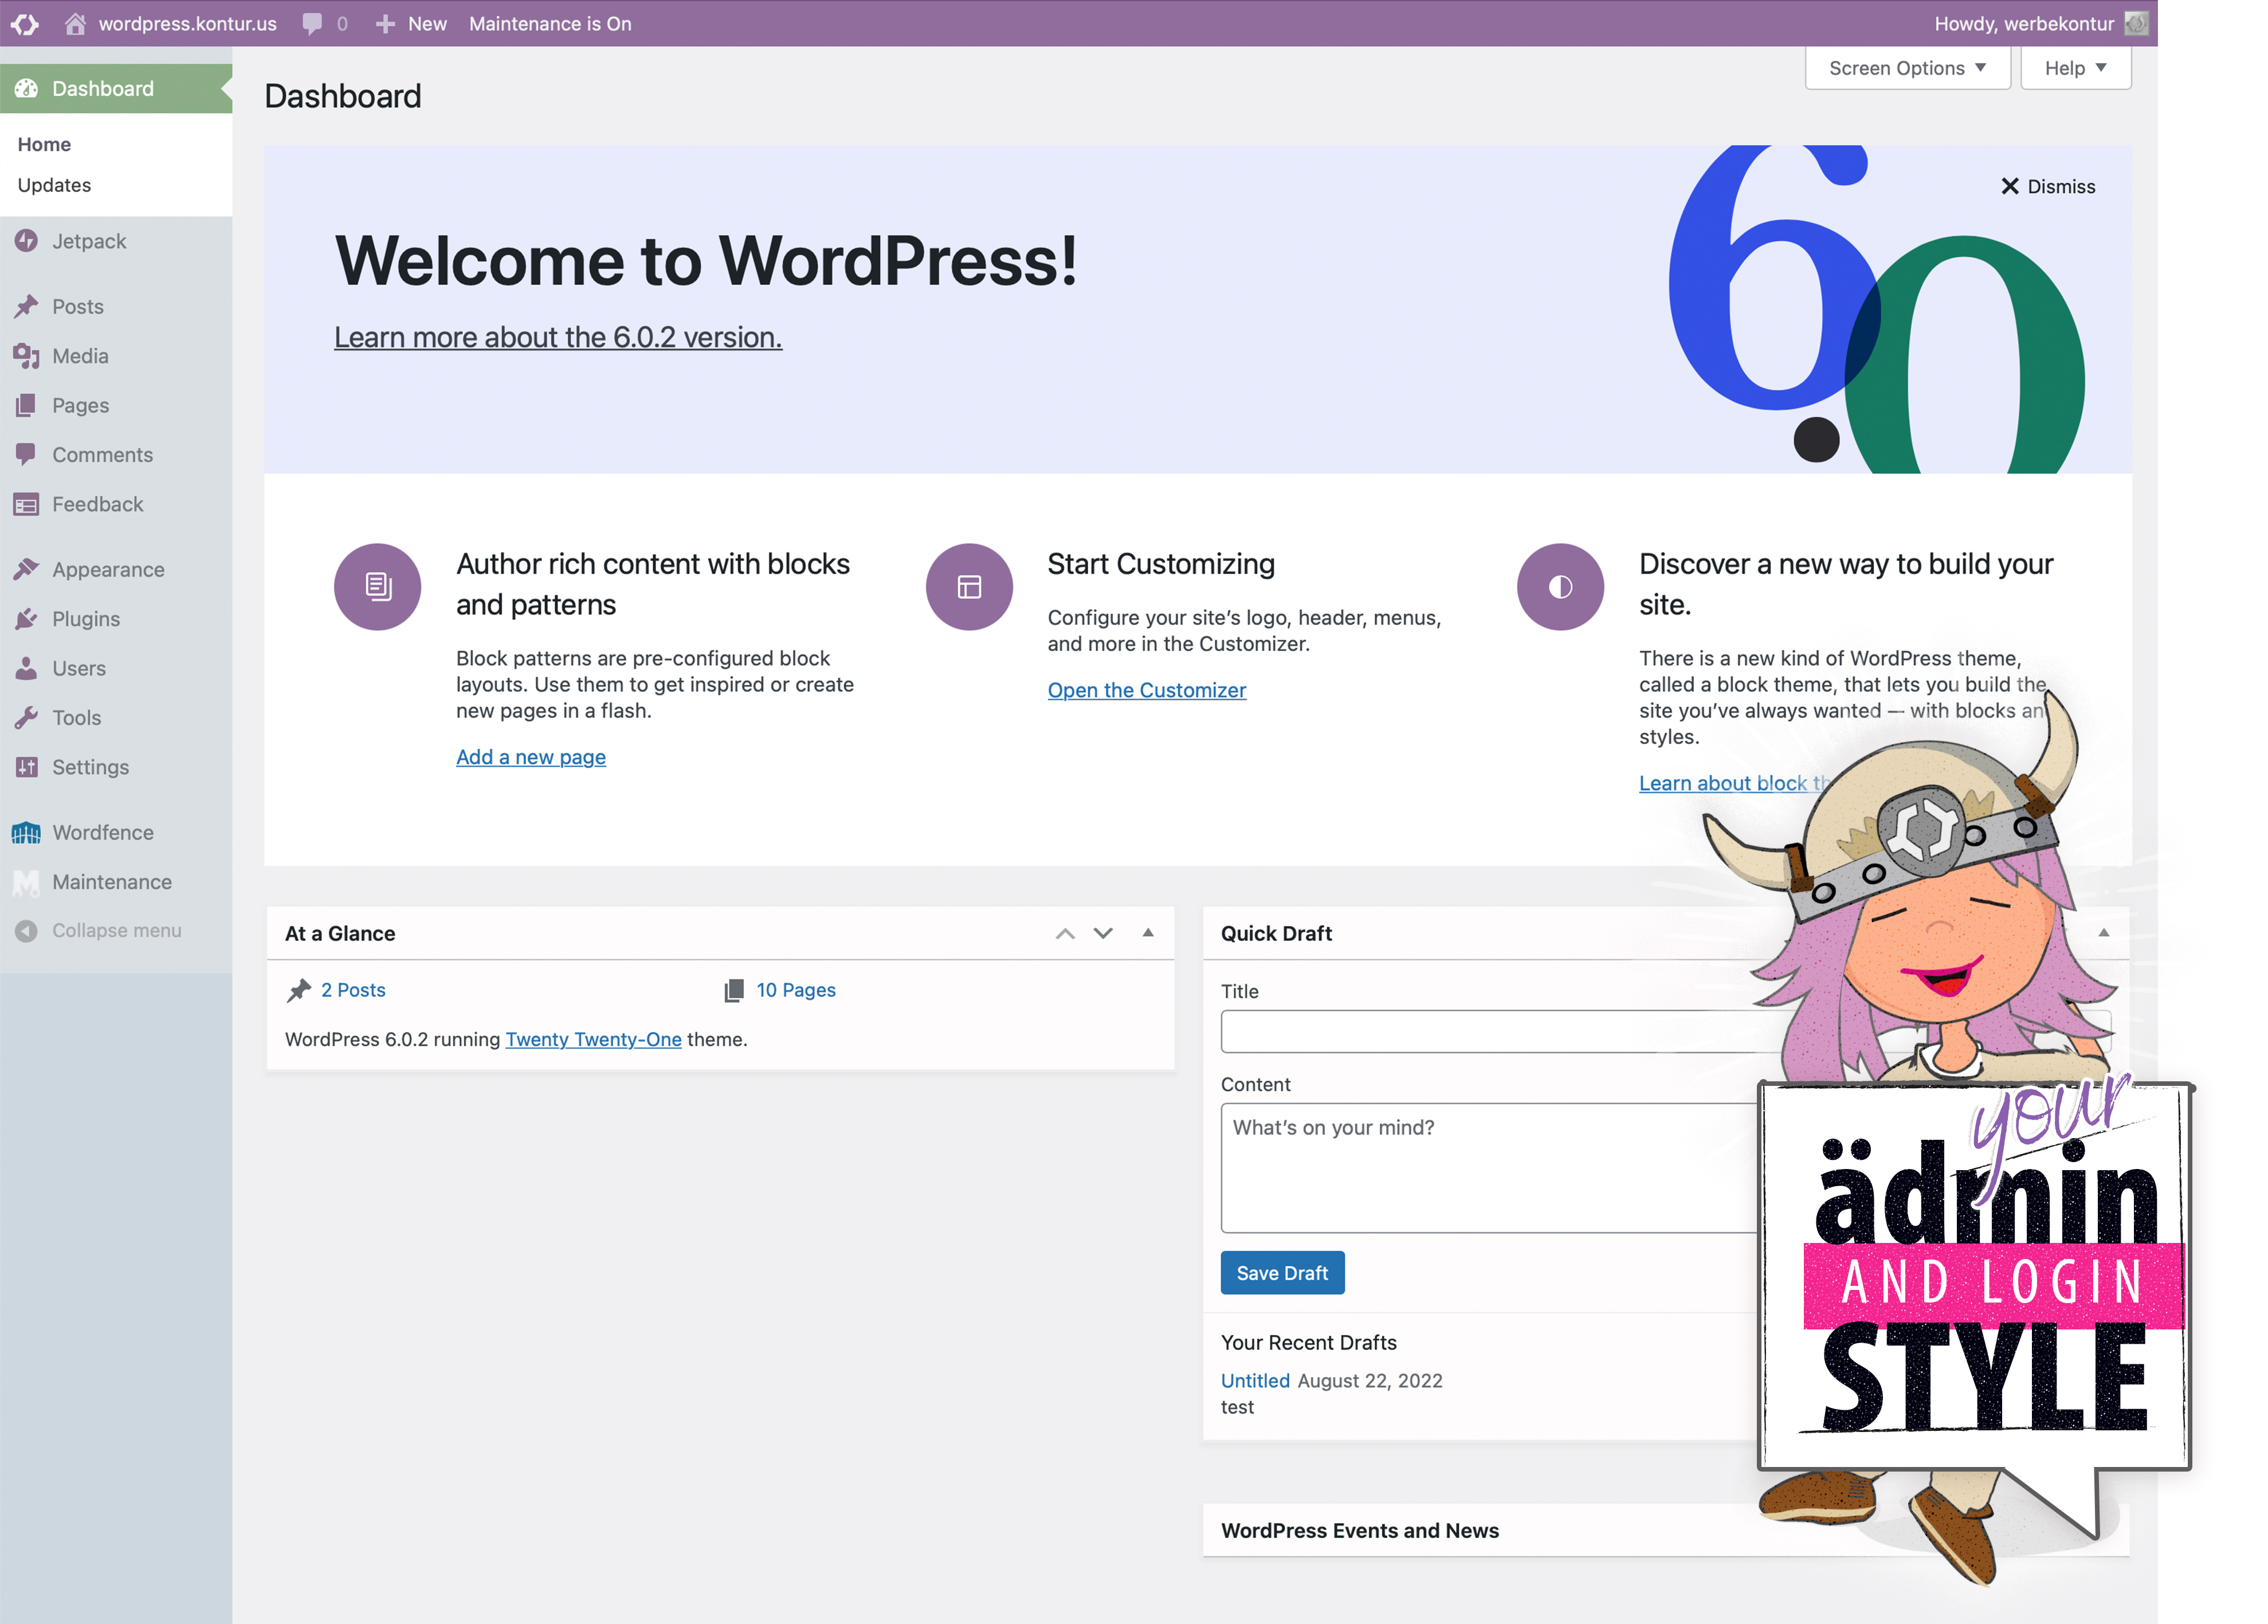 wordpress.kontur.us 0 New Maintenance is On Howdy, werbekontur
Screen Options Help
Dashboard
Home
Updates
Jetpack
Posts
Media
Pages
Comments
Feedback
Appearance
Plugins
Users
Tools
Settings
Wordfence
Maintenance
Collapse menu
Dashboard
Dismiss
Welcome to WordPress!
Learn more about the 6.0.2 version.
6.0
Author rich content with blocks
and patterns
Block patterns are pre-configured block
layouts. Use them to get inspired or create
new pages in a flash.
Add a new page
Start Customizing
Configure your site’s logo, header, menus,
and more in the Customizer.
Open the Customizer
Discover a new way to build your
site.
There is a new kind of WordPress theme,
called a block theme, that lets you build the
site you’ve always wanted — with blocks an
styles.
Learn about block th
At a Glance
2 Posts 10 Pages
WordPress 6.0.2 running Twenty Twenty-One theme.
Quick Draft
Title
Content
What’s on your mind?
Save Draft
Your Recent Drafts
Untitled August 22, 2022
test
WordPress Events and News
your
ädmin
AND LOGIN
STYLE